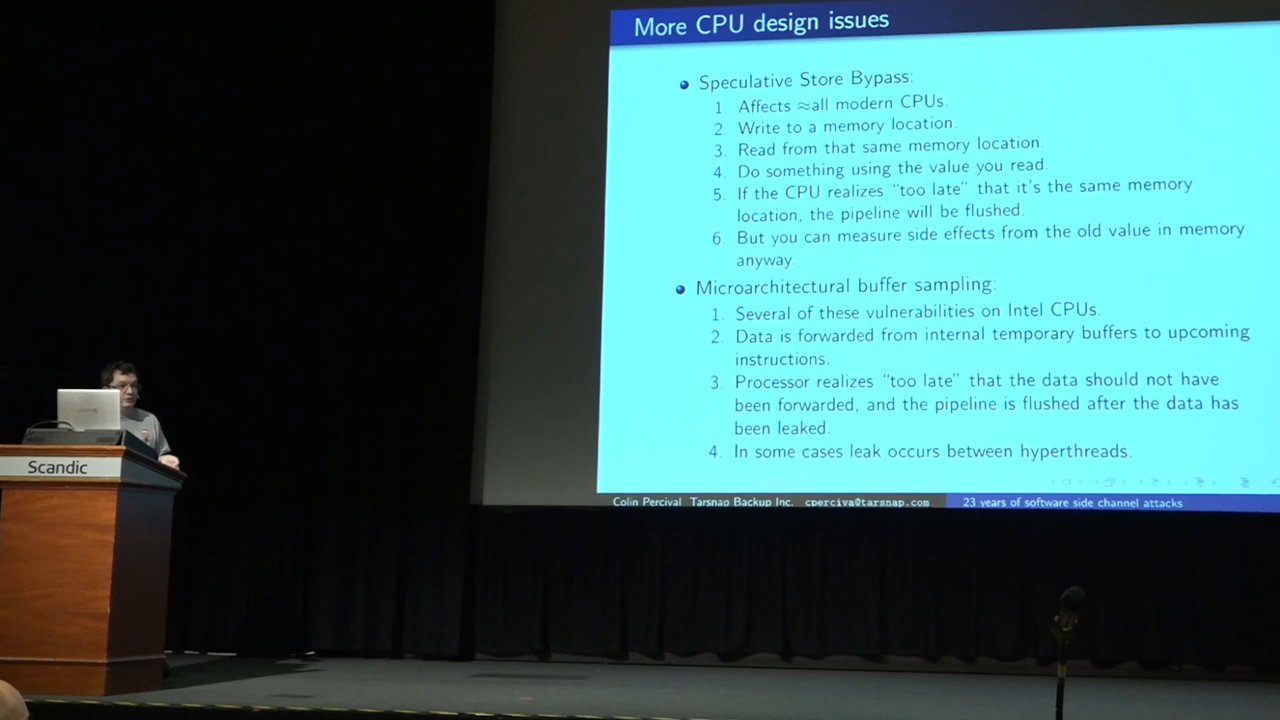 More CPU design issues
Speculative Store Bypass:
1. Affects ≈all modern CPUs.
2. Write to a memory location.
3. Read from that same memory location.
4. Do something using the value you read.
5. If the CPU realizes “too late” that it's the same memory
location, the pipeline will be flushed.
6. But you can measure side effects from the old value in memory
anyway.
Microarchitectural buffer sampling:
1. Several of these vulnerabilities on Intel CPUs.
2. Data is forwarded from internal temporary buffers to upcoming
instructions.
3. Processor realizes “too late” that the data should not have
been forwarded, and the pipeline is flushed after the data has
been leaked.
4. In some cases leak occurs between hyperthreads.
Colin Percival Tarsnap Backup Inc. cperciva@tarsnap.com 23 years of software side channel attacks
Scandic